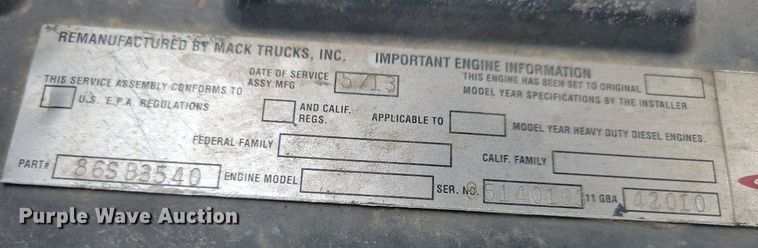 REMANUFACTURED BY MACK TRUCKS, INC. IMPORTANT ENGINE INFORMATION
THIS SERVICE ASSEMBLY CONFORMS TO
DATE OF SERVICE
ASSY MFG
5/13
THIS ENGINE HAS BEEN SET TO ORIGINAL
MODEL YEAR SPECIFICATIONS BY THE INSTALLER
U.S. E.P.A. REGULATIONS
AND CALIF.
REGS.
APPLICABLE TO
MODEL YEAR HEAVY DUTY DIESEL ENGINES.
FEDERAL FAMILY
CALIF. FAMILY
PART# 86SB3540 ENGINE MODEL SER. NO. 11 GBA 42010
Purple Wave Auction